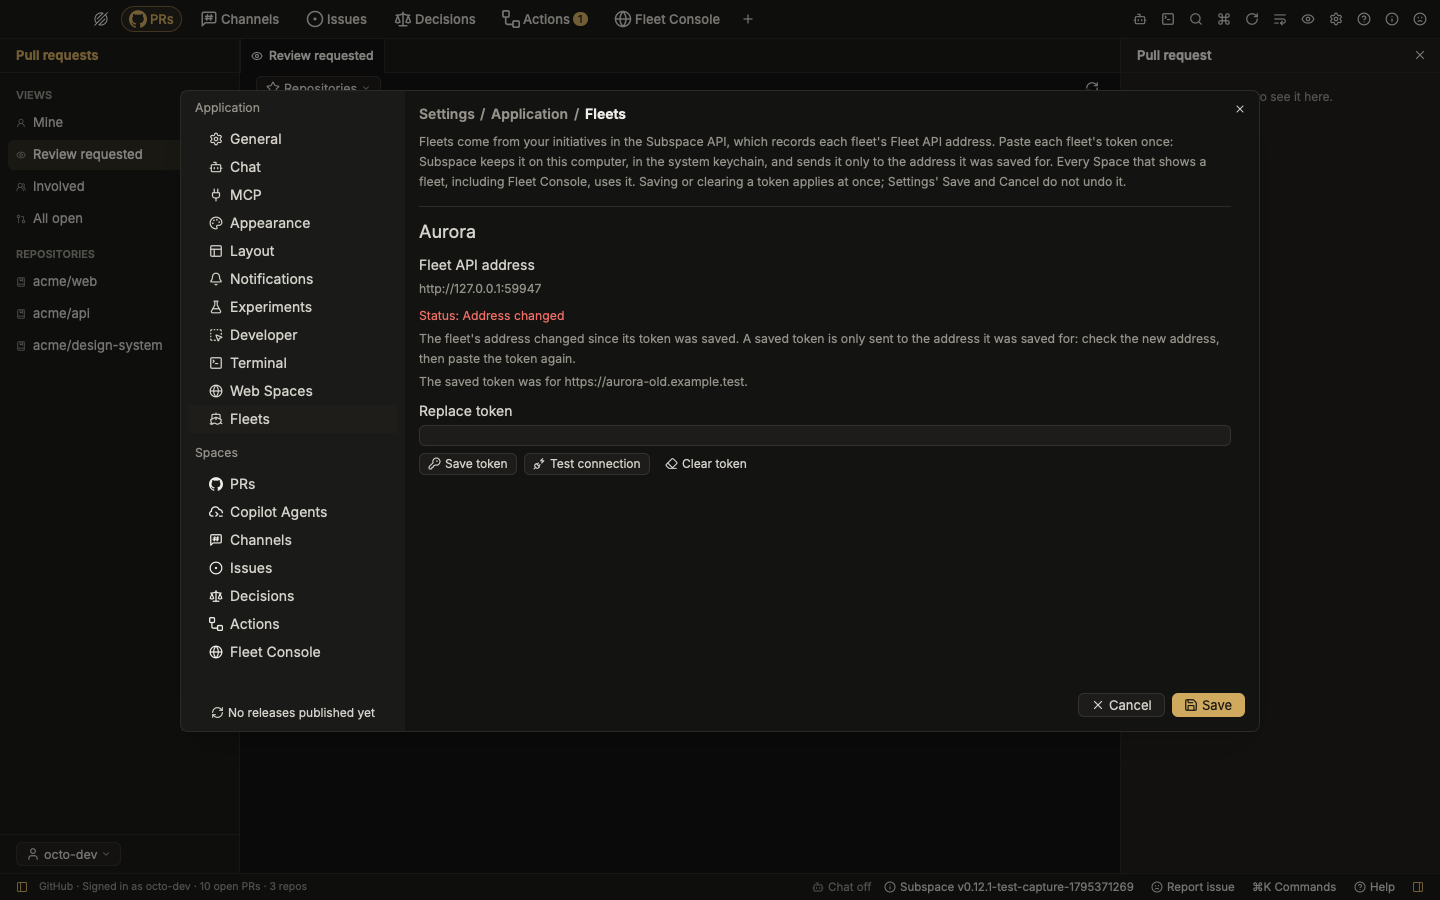 PRs
Channels
Issues
Decisions
Actions 1
Fleet Console
Pull requests
Review requested
Pull request
Repositories
VIEWS
Mine
Review requested
Involved
All open
REPOSITORIES
acme/web
acme/api
acme/design-system
o see it here.
Application
General
Chat
MCP
Appearance
Layout
Notifications
Experiments
Developer
Terminal
Web Spaces
Fleets
Spaces
PRs
Copilot Agents
Channels
Issues
Decisions
Actions
Fleet Console
No releases published yet
Settings / Application / Fleets
Fleets come from your initiatives in the Subspace API, which records each fleet's Fleet API address. Paste each fleet's token once:
Subspace keeps it on this computer, in the system keychain, and sends it only to the address it was saved for. Every Space that shows a
fleet, including Fleet Console, uses it. Saving or clearing a token applies at once; Settings' Save and Cancel do not undo it.
Aurora
Fleet API address
http://127.0.0.1:59947
Status: Address changed
The fleet's address changed since its token was saved. A saved token is only sent to the address it was saved for: check the new address,
then paste the token again.
The saved token was for https://aurora-old.example.test.
Replace token
Save token
Test connection
Clear token
Cancel
Save
octo-dev
GitHub · Signed in as octo-dev · 10 open PRs · 3 repos
Chat off
Subspace v0.12.1-test-capture-1795371269
Report issue
⌘K Commands
Help